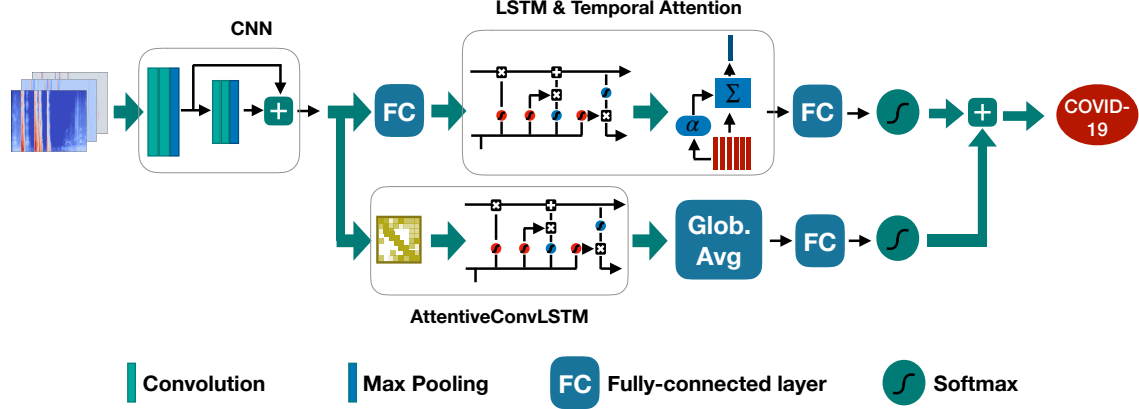 LSTM & Temporal Attention
CNN
FC
α
Σ
FC
COVID-
19
Glob.
Avg
FC
AttentiveConvLSTM
Convolution
Max Pooling
FC
Fully-connected layer
Softmax